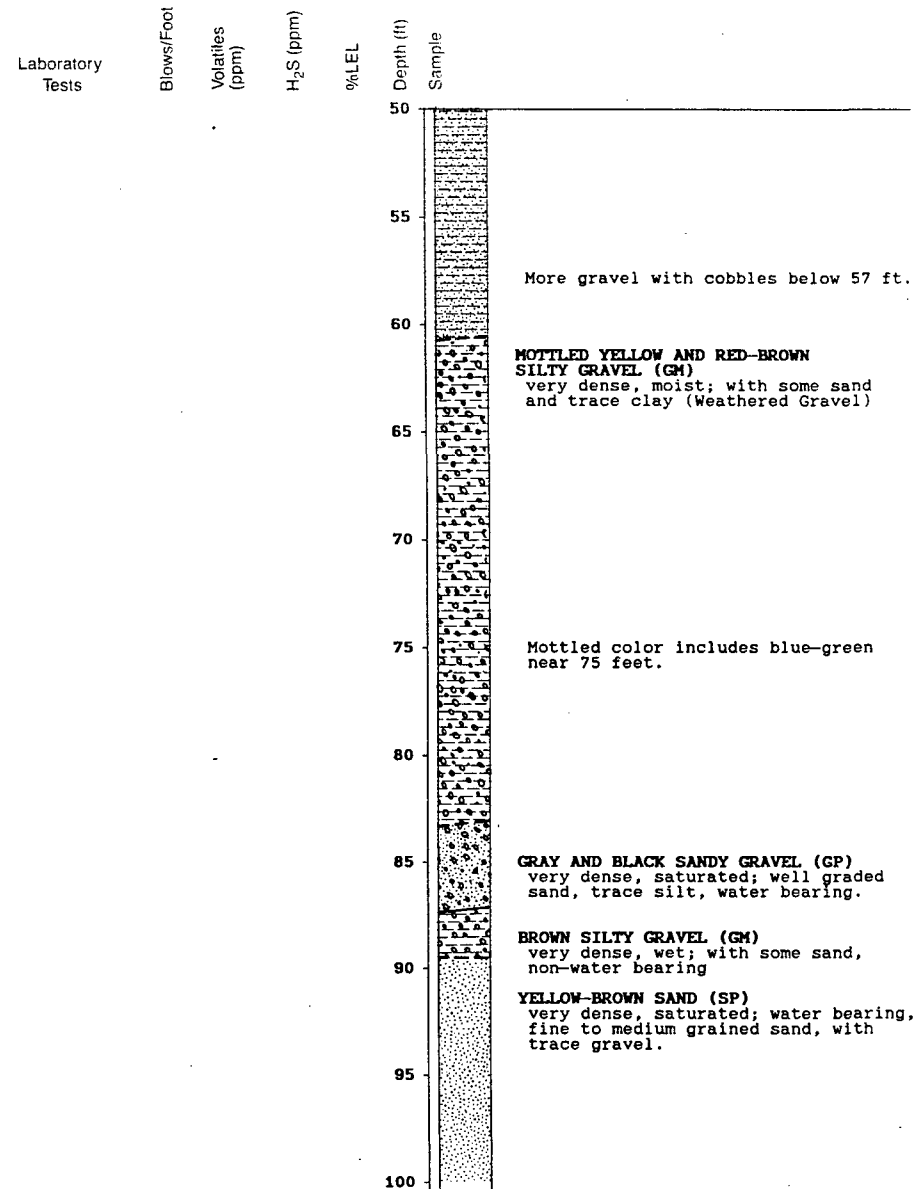 Laboratory
Tests
Blows/Foot
Volatiles
(ppm)
H₂S (ppm)
%LEL
Depth (ft)
Sample
50
55
More gravel with cobbles below 57 ft.
60
MOTTLED YELLOW AND RED-BROWN
SILTY GRAVEL (GM)
very dense, moist; with some sand
and trace clay (Weathered Gravel)
65
70
75
Mottled color includes blue-green
near 75 feet.
80
85
GRAY AND BLACK SANDY GRAVEL (GP)
very dense, saturated; well graded
sand, trace silt, water bearing.
BROWN SILTY GRAVEL (GM)
very dense, wet; with some sand,
non-water bearing
90
YELLOW-BROWN SAND (SP)
very dense, saturated; water bearing,
fine to medium grained sand, with
trace gravel.
95
100